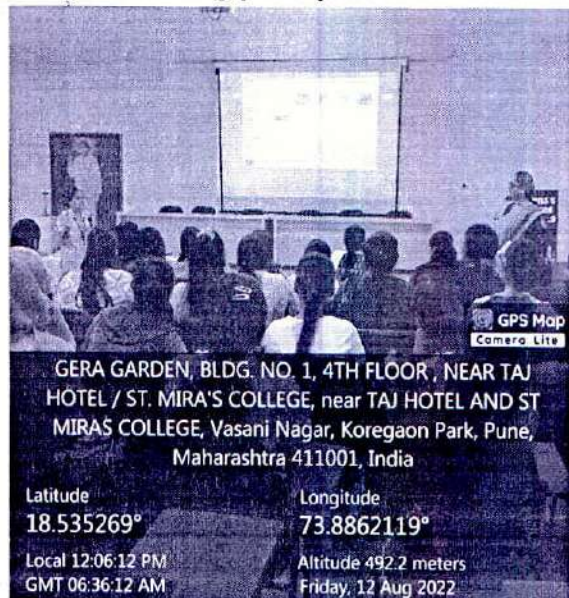 GPS Map
Camera Lite
GERA GARDEN, BLDG. NO. 1, 4TH FLOOR , NEAR TAJ
HOTEL / ST. MIRA'S COLLEGE, near TAJ HOTEL AND ST
MIRAS COLLEGE, Vasani Nagar, Koregaon Park, Pune,
Maharashtra 411001, India
Latitude
18.535269°
Longitude
73.8862119°
Local 12:06:12 PM
GMT 06:36:12 AM
Altitude 492.2 meters
Friday, 12 Aug 2022